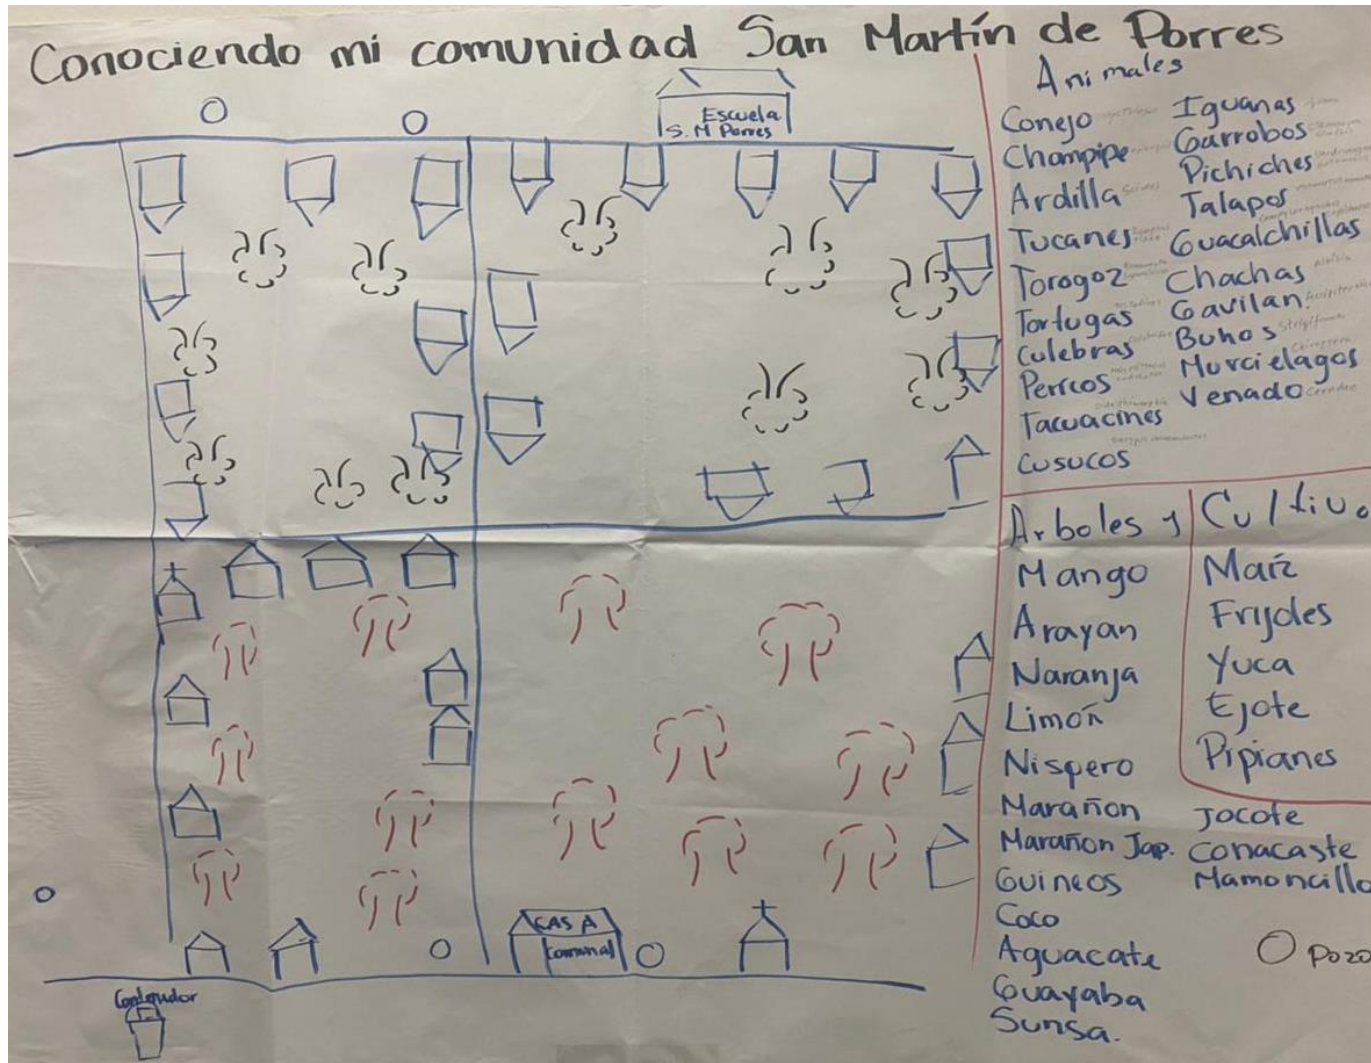 Conociendo mi comunidad San Martín de Porres
Escuela
S. M Porres
CASA
Comunal
Contenedor
Animales
Conejo
Champipe
Ardilla
Tucanes
Torogoz
Tortugas
Culebras
Pericos
Tacuacines
Cusucos
Iguanas
Garrobos
Pichiches
Talapos
Guacalchillas
Chachas
Gavilan
Buhos
Murcielagos
Venado
Arboles y
Mango
Arayan
Naranja
Limón
Nispero
Marañon
Marañon Jap.
Guineos
Coco
Aguacate
Guayaba
Sunsa.
Cultivo
Maíz
Frijoles
Yuca
Ejote
Pipianes
Jocote
Conacaste
Mamoncillo
Pozo